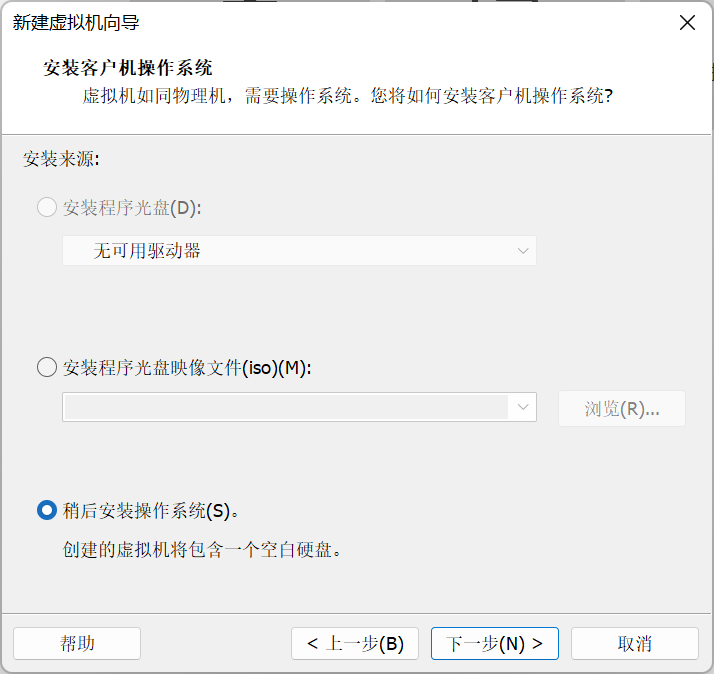 新建虚拟机向导
安装客户机操作系统
虚拟机如同物理机，需要操作系统。您将如何安装客户机操作系统?
安装来源:
安装程序光盘(D):
无可用驱动器
安装程序光盘映像文件(iso)(M):
浏览(R)...
稍后安装操作系统(S)。
创建的虚拟机将包含一个空白硬盘。
帮助
< 上一步(B)
下一步(N) >
取消